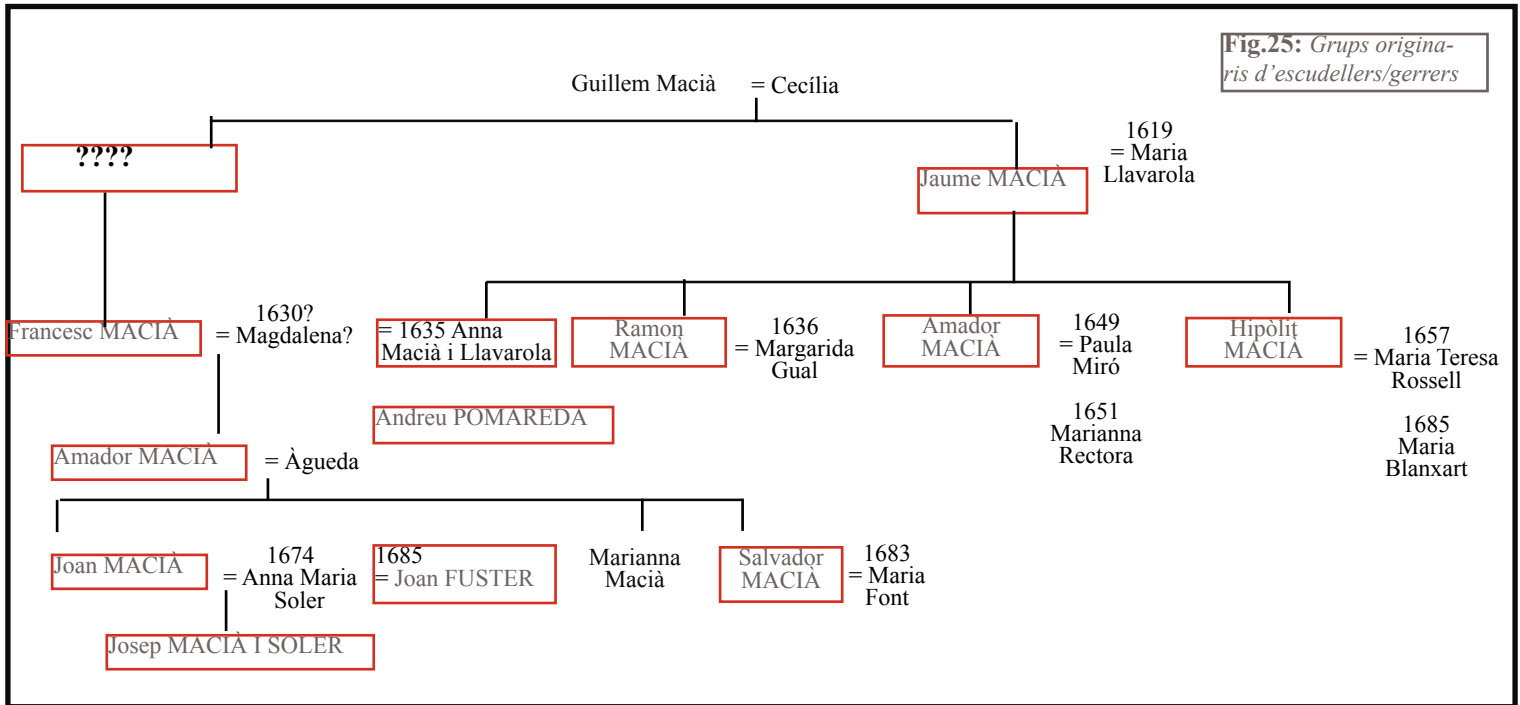 Fig.25: Grups origina-
ris d'escudellers/gerrers
Guillem Macià = Cecília
????
Jaume MACIÀ
1619
= Maria
Llavarola
Francesc MACIÀ
1630?
= Magdalena?
= 1635 Anna
Macià i Llavarola
Ramon
MACIÀ
1636
= Margarida
Gual
Amador
MACIÀ
1649
= Paula
Miró
Hipòlit
MACIÀ
1657
= Maria Teresa
Rossell
Andreu POMAREDA
1651
Marianna
Rectora
1685
Maria
Blanxart
Amador MACIÀ
= Àgueda
Joan MACIÀ
1674
= Anna Maria
Soler
1685
= Joan FUSTER
Marianna
Macià
Salvador
MACIÀ
1683
= Maria
Font
Josep MACIÀ I SOLER